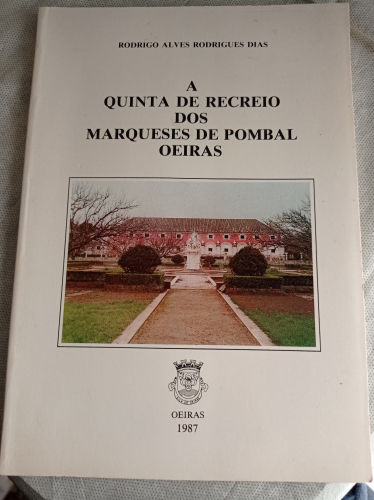 RODRIGO ALVES RODRIGUES DIAS
A
QUINTA DE RECREIO
DOS
MARQUESES DE POMBAL
OEIRAS
OEIRAS
1987